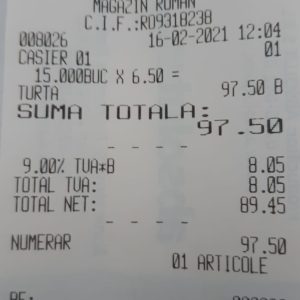 MAGAZIN ROMAN
C.I.F.:RO9318238
008026 16-02-2021 12:04
CASIER 01 01
15.000BUC X 6.50 =
TURTA 97.50 B
SUMA TOTALA:
97.50
- - - -
9.00% TVA*B 8.05
TOTAL TVA: 8.05
TOTAL NET: 89.45
- - - -
NUMERAR 97.50
01 ARTICOLE